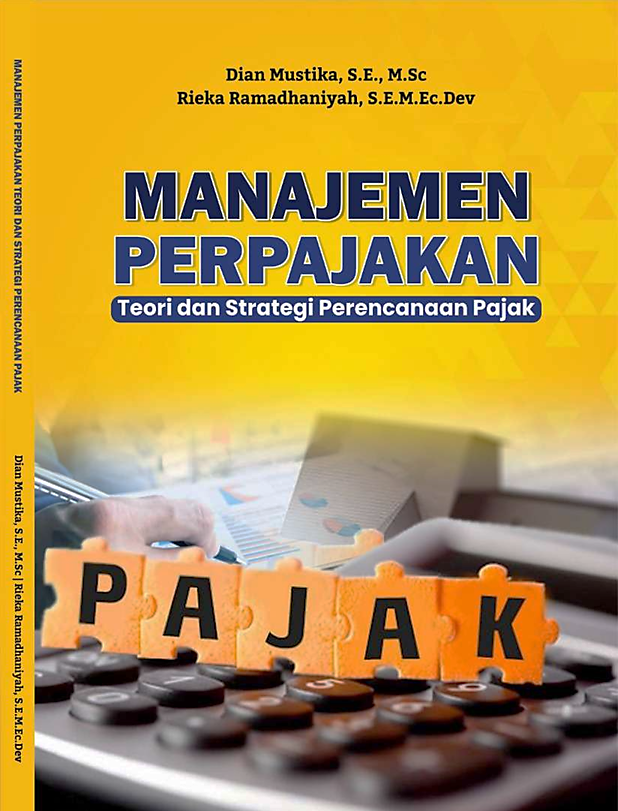 Dian Mustika, S.E., M.Sc
Rieka Ramadhaniyah, S.E.M.Ec.Dev
MANAJEMEN
PERPAJAKAN
Teori dan Strategi Perencanaan Pajak
PAJAK
MANAJEMEN PERPAJAKAN TEORI DAN STRATEGI PERENCANAAN PAJAK
Dian Mustika, S.E., M.Sc | Rieka Ramadhaniyah, S.E.M.Ec.Dev